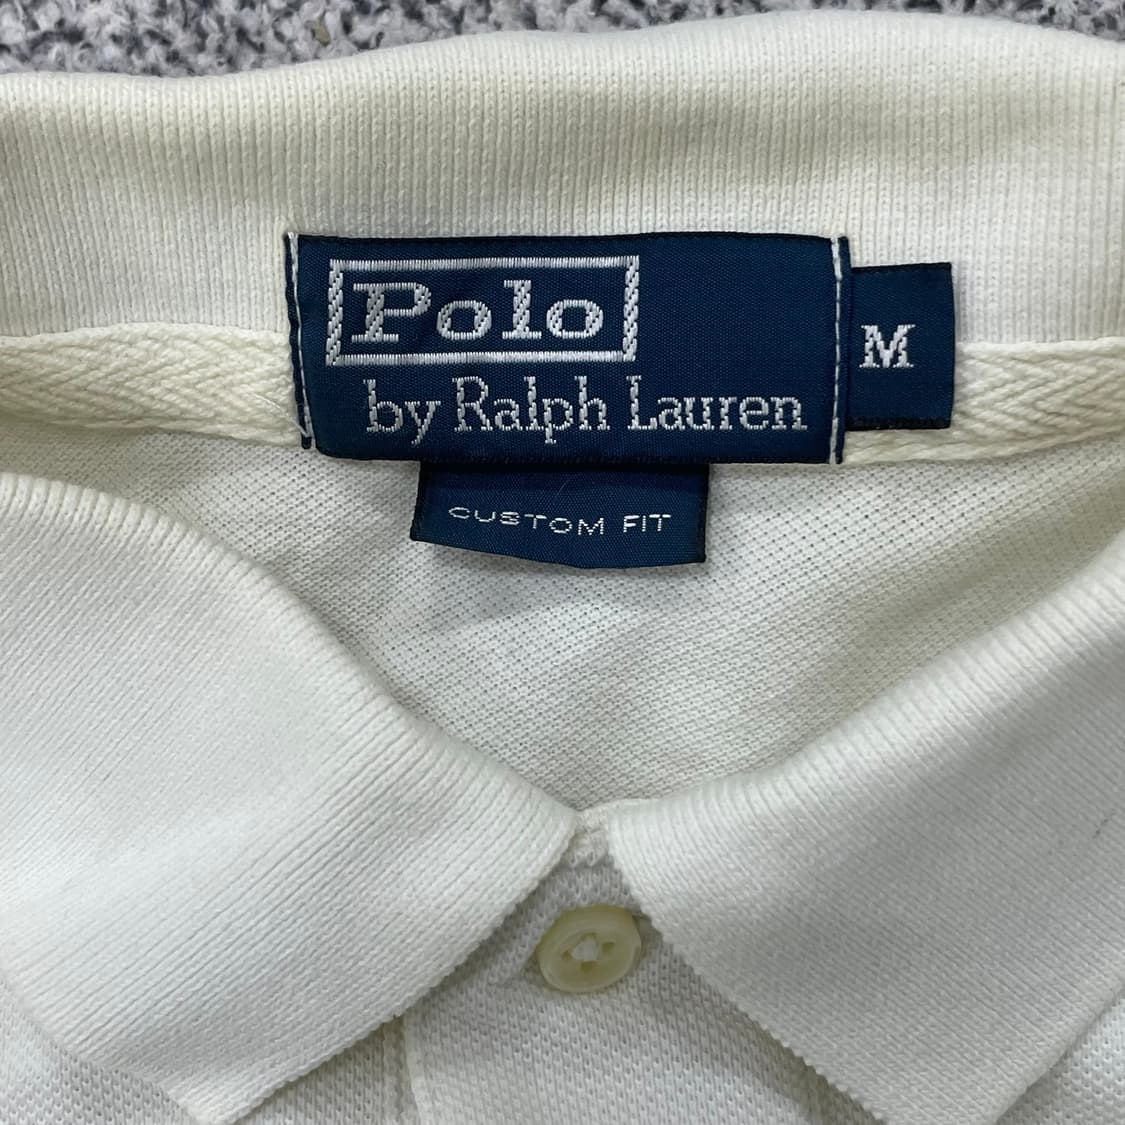 Polo
by Ralph Lauren
M
CUSTOM FIT